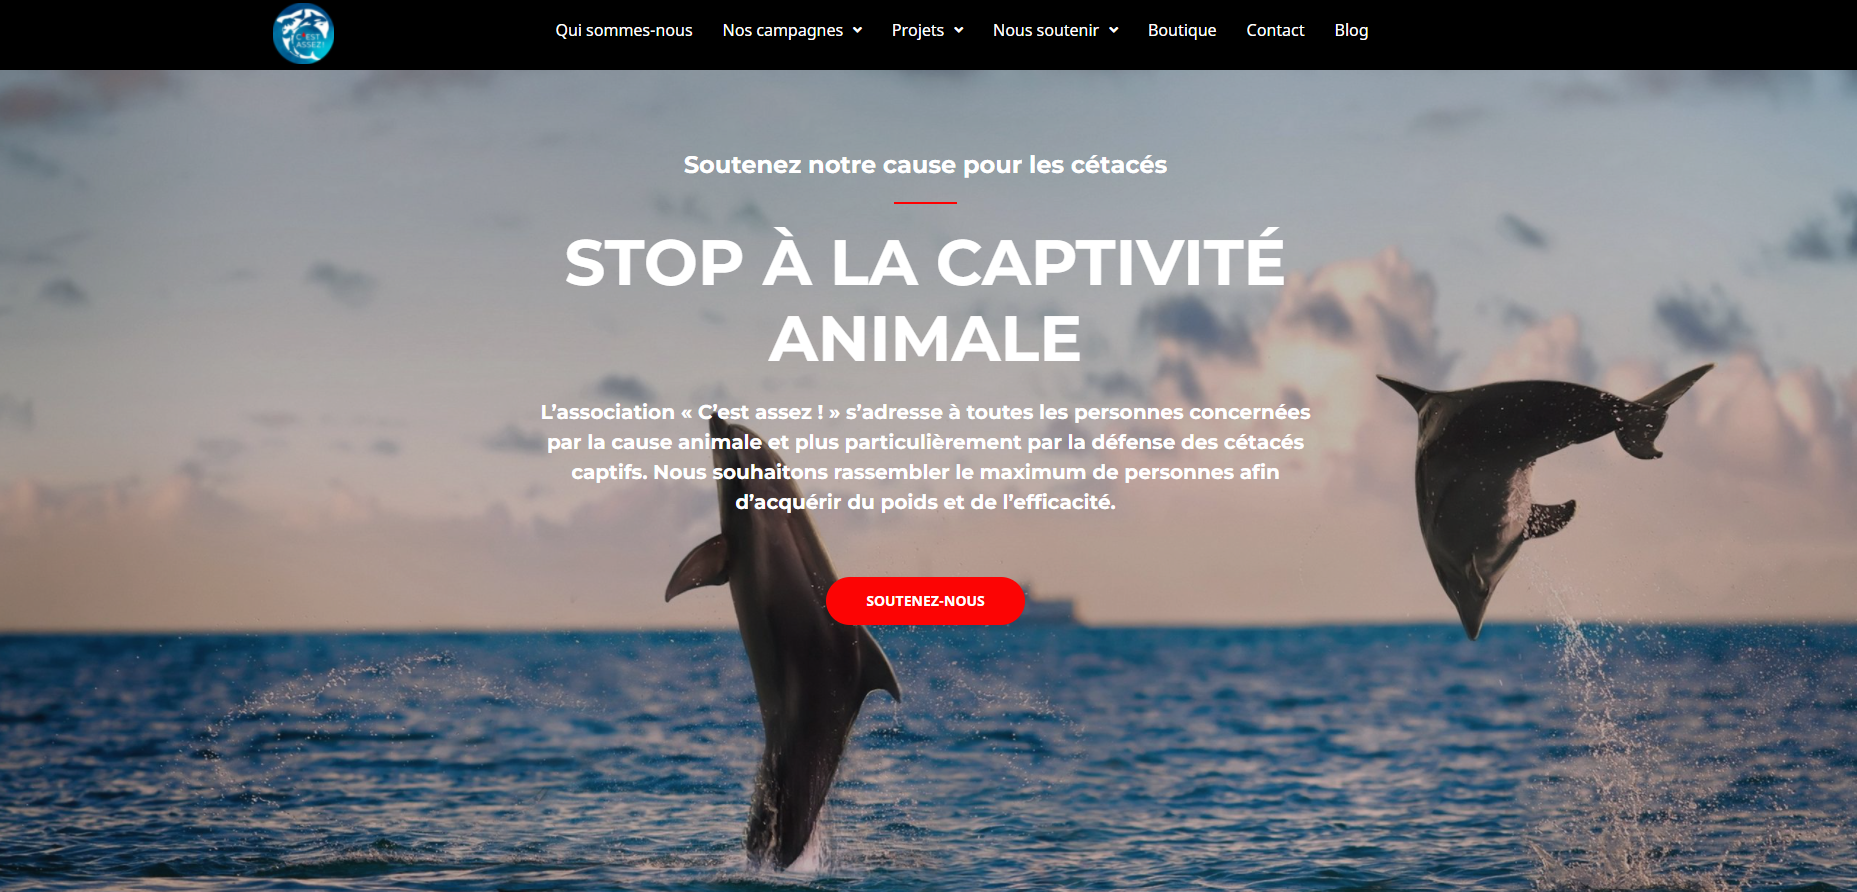 C'EST
ASSEZ!
Qui sommes-nous Nos campagnes Projets Nous soutenir Boutique Contact Blog
Soutenez notre cause pour les cétacés
STOP À LA CAPTIVITÉ
ANIMALE
L’association « C’est assez ! » s’adresse à toutes les personnes concernées
par la cause animale et plus particulièrement par la défense des cétacés
captifs. Nous souhaitons rassembler le maximum de personnes afin
d’acquérir du poids et de l’efficacité.
SOUTENEZ-NOUS